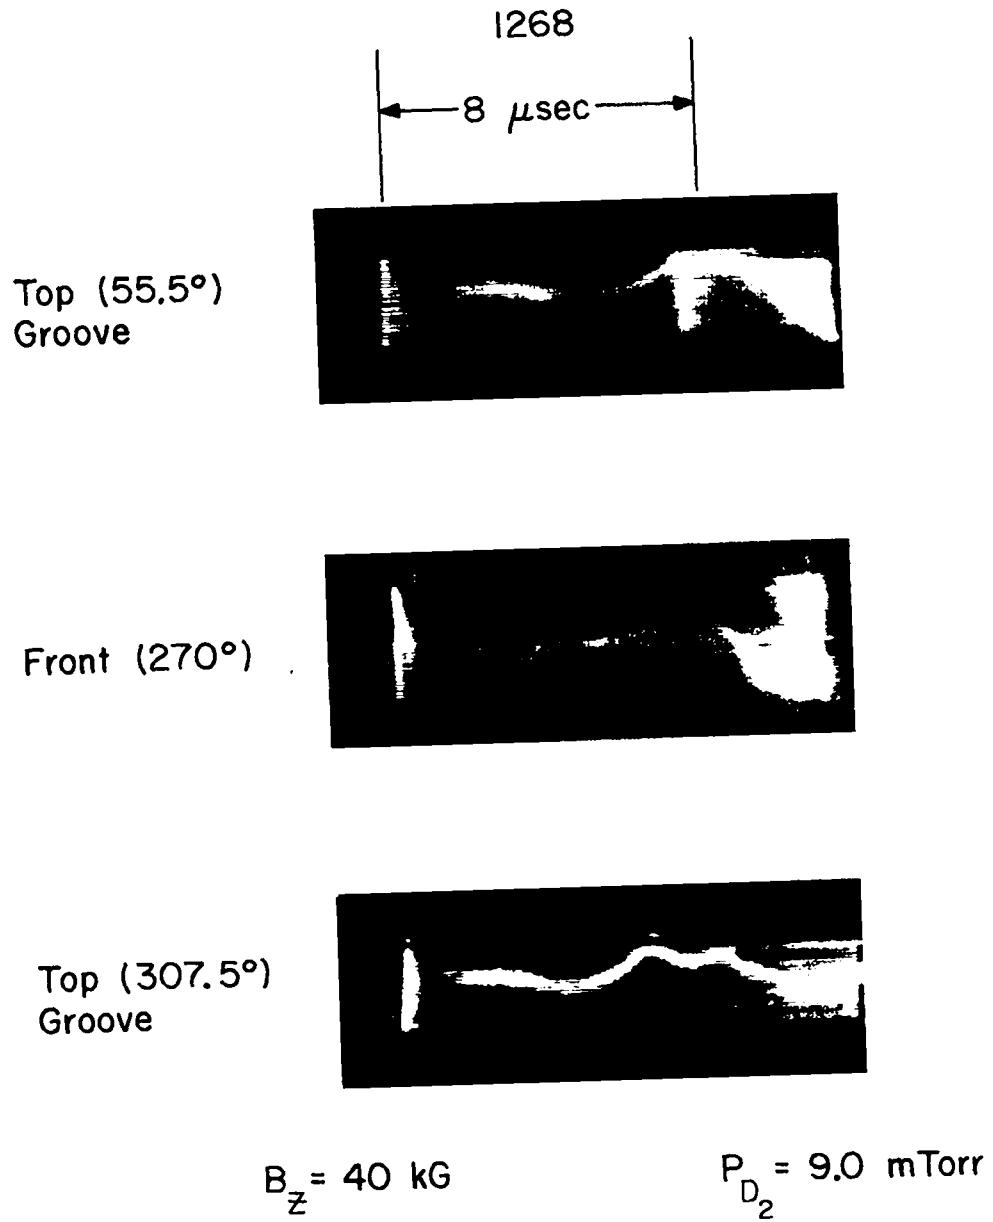 1268
8 μsec
Top (55.5°)
Groove
Front (270°)
Top (307.5°)
Groove
B_Z = 40 kG
P_D2 = 9.0 mTorr